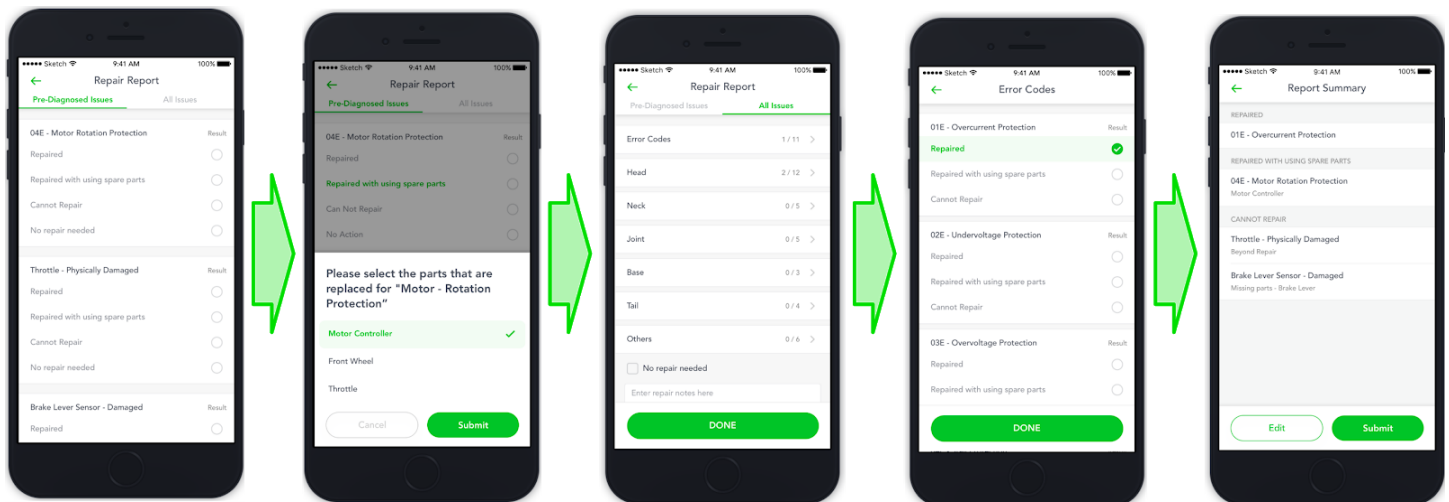 Sketch 9:41 AM 100%
Repair Report
Pre-Diagnosed Issues All Issues
04E - Motor Rotation Protection Result
Repaired
Repaired with using spare parts
Cannot Repair
No repair needed
Throttle - Physically Damaged Result
Repaired
Repaired with using spare parts
Cannot Repair
No repair needed
Brake Lever Sensor - Damaged Result
Repaired
Sketch 9:41 AM 100%
Repair Report
Pre-Diagnosed Issues All Issues
04E - Motor Rotation Protection Result
Repaired
Repaired with using spare parts
Can Not Repair
No Action
Please select the parts that are
replaced for "Motor - Rotation
Protection”
Motor Controller
Front Wheel
Throttle
Cancel Submit
Sketch 9:41 AM 100%
Repair Report
Pre-Diagnosed Issues All Issues
Error Codes 1 / 11
Head 2 / 12
Neck 0 / 5
Joint 0 / 5
Base 0 / 3
Tail 0 / 4
Others 0 / 6
No repair needed
Enter repair notes here
DONE
Sketch 9:41 AM 100%
Error Codes
01E - Overcurrent Protection Result
Repaired
Repaired with using spare parts
Cannot Repair
02E - Undervoltage Protection Result
Repaired
Repaired with using spare parts
Cannot Repair
03E - Overvoltage Protection Result
Repaired
Repaired with using spare parts
DONE
Sketch 9:41 AM 100%
Report Summary
REPAIRED
01E - Overcurrent Protection
REPAIRED WITH USING SPARE PARTS
04E - Motor Rotation Protection
Motor Controller
CANNOT REPAIR
Throttle - Physically Damaged
Beyond Repair
Brake Lever Sensor - Damaged
Missing parts - Brake Lever
Edit Submit